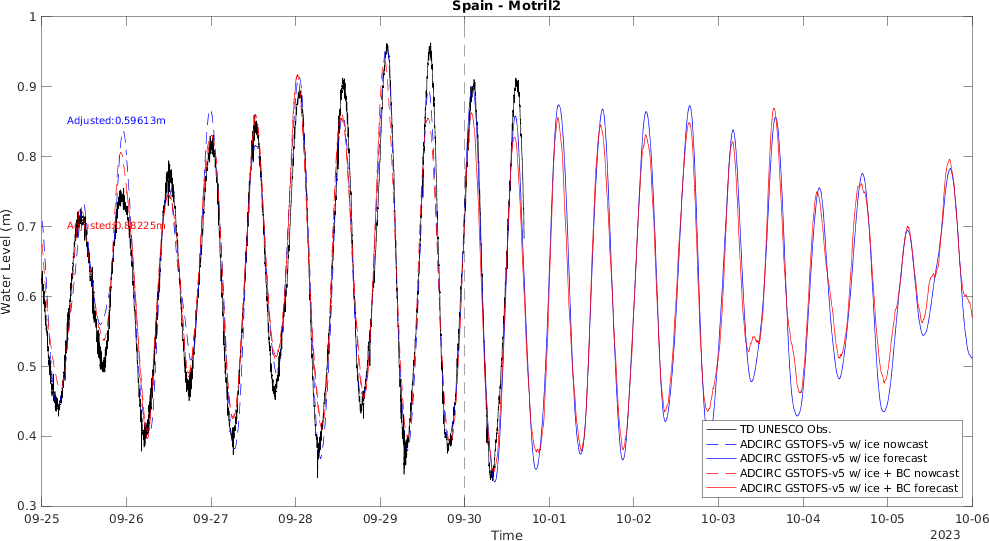 Spain - Motril2
1
0.9
0.8
0.7
0.6
0.5
0.4
0.3
Water Level (m)
Adjusted:0.59613m
Adjusted:0.88225m
TD UNESCO Obs.
ADCIRC GSTOFS-v5 w/ ice nowcast
ADCIRC GSTOFS-v5 w/ ice forecast
ADCIRC GSTOFS-v5 w/ ice + BC nowcast
ADCIRC GSTOFS-v5 w/ ice + BC forecast
09-25 09-26 09-27 09-28 09-29 09-30 10-01 10-02 10-03 10-04 10-05 10-06
Time
2023